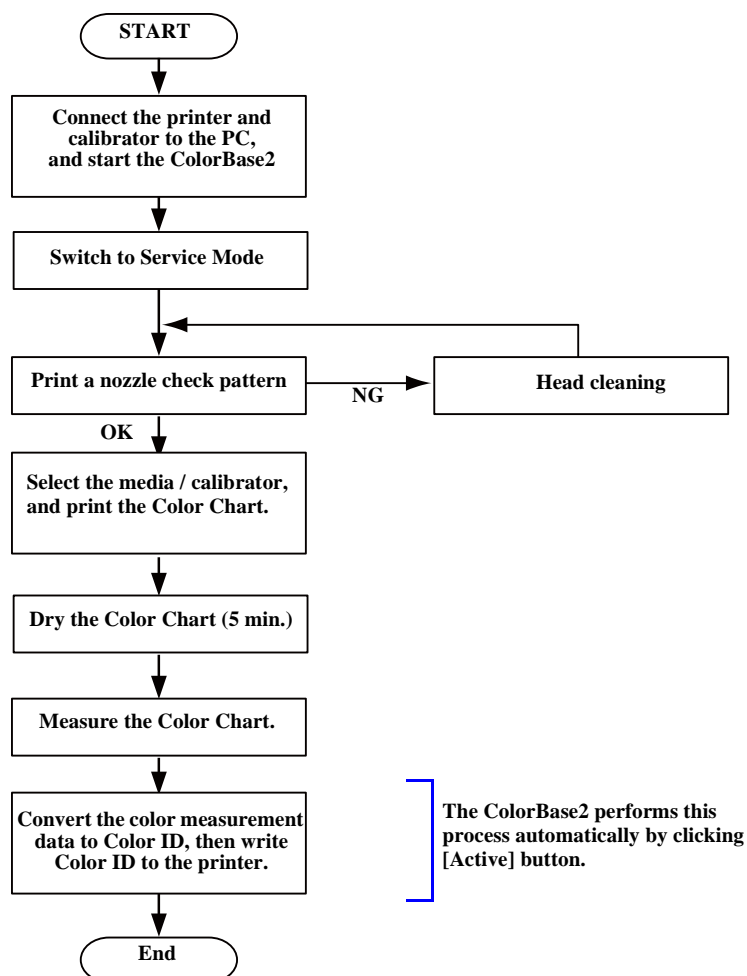 START
Connect the printer and
calibrator to the PC,
and start the ColorBase2
Switch to Service Mode
Print a nozzle check pattern
NG
Head cleaning
OK
Select the media / calibrator,
and print the Color Chart.
Dry the Color Chart (5 min.)
Measure the Color Chart.
Convert the color measurement
data to Color ID, then write
Color ID to the printer.
The ColorBase2 performs this
process automatically by clicking
[Active] button.
End